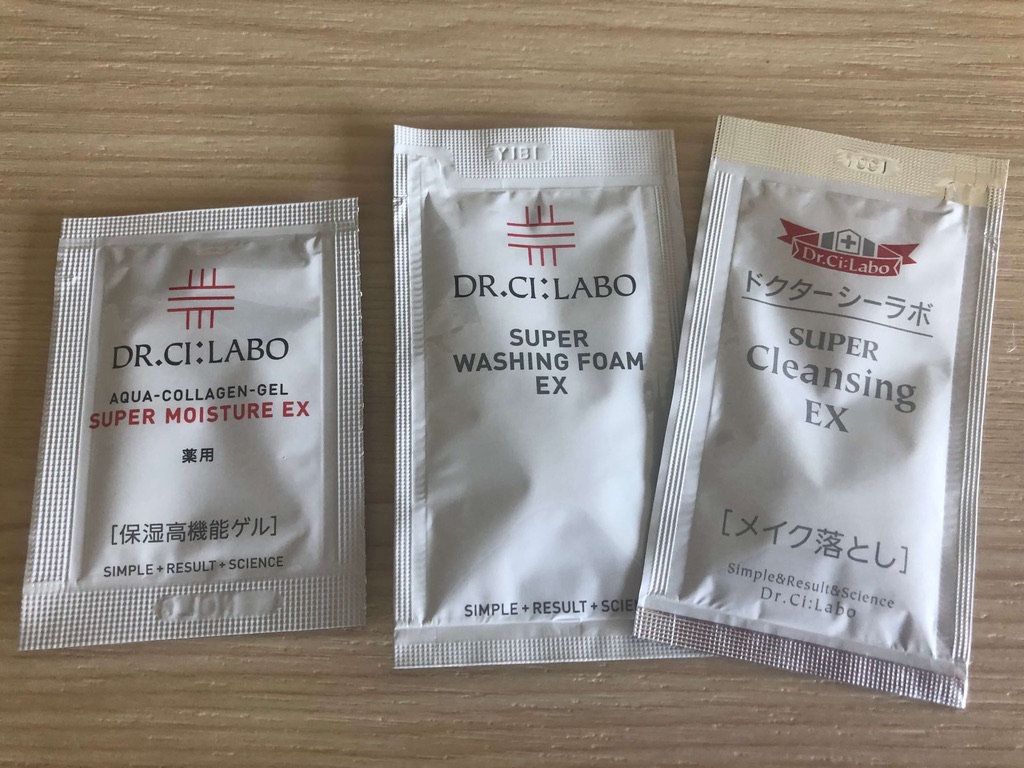 DR.CI:LABO
AQUA-COLLAGEN-GEL
SUPER MOISTURE EX
薬用
[保湿高機能ゲル]
SIMPLE+RESULT+SCIENCE
YIBI
DR.CI:LABO
SUPER
WASHING FOAM
EX
SIMPLE+RESULT+SCIE
Dr.Ci:Labo
ドクターシーラボ
SUPER
Cleansing
EX
[メイク落とし]
Simple&Result&Science
Dr.Ci:Labo